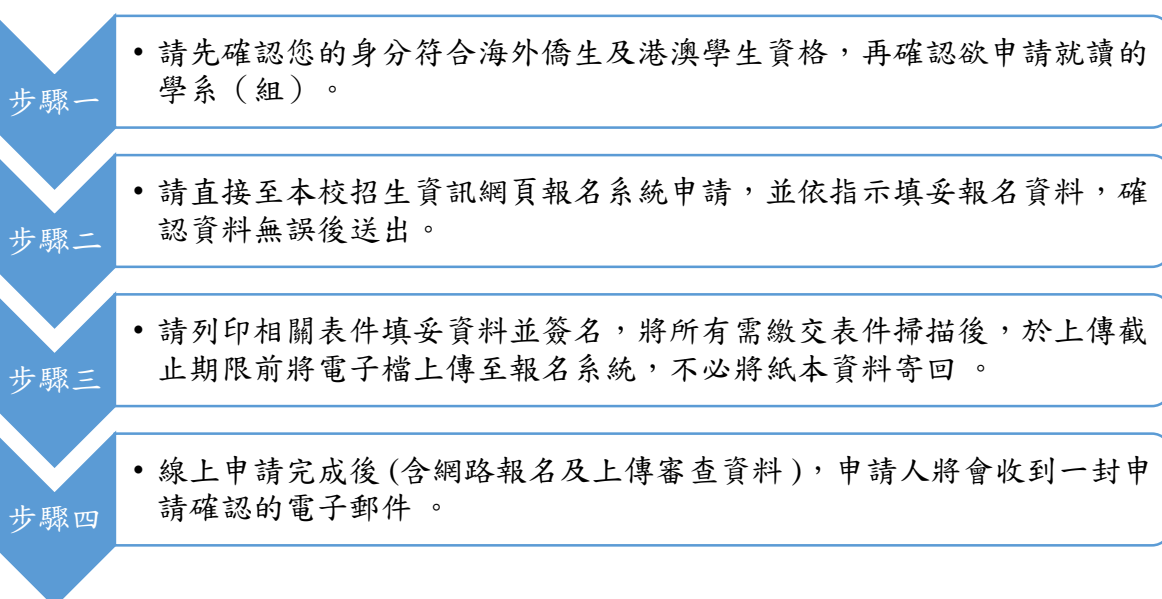 步驟一
• 請先確認您的身分符合海外僑生及港澳學生資格，再確認欲申請就讀的
學系（組）。
步驟二
• 請直接至本校招生資訊網頁報名系統申請，並依指示填妥報名資料，確
認資料無誤後送出。
步驟三
• 請列印相關表件填妥資料並簽名，將所有需繳交表件掃描後，於上傳截
止期限前將電子檔上傳至報名系統，不必將紙本資料寄回 。
步驟四
• 線上申請完成後 (含網路報名及上傳審查資料 )，申請人將會收到一封申
請確認的電子郵件 。